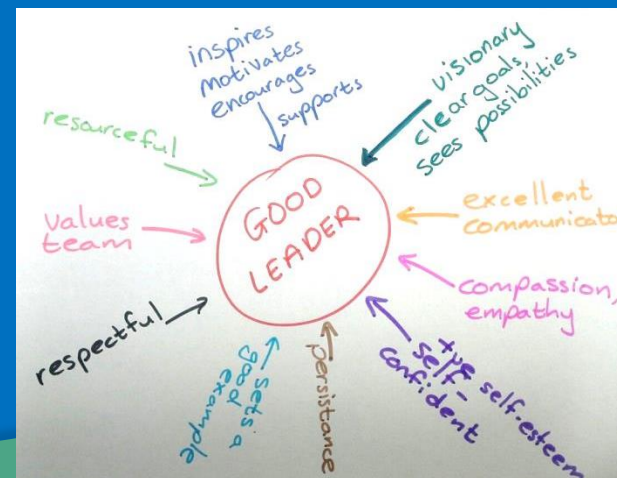 inspires
motivates
encourages
supports
visionary
clear goals,
sees possibilities
resourceful
GOOD
LEADER
excellent
communicato
values
team
compassion,
empathy
respectful
sets a
good
example
persistance
+ve self-esteem
self-
confident